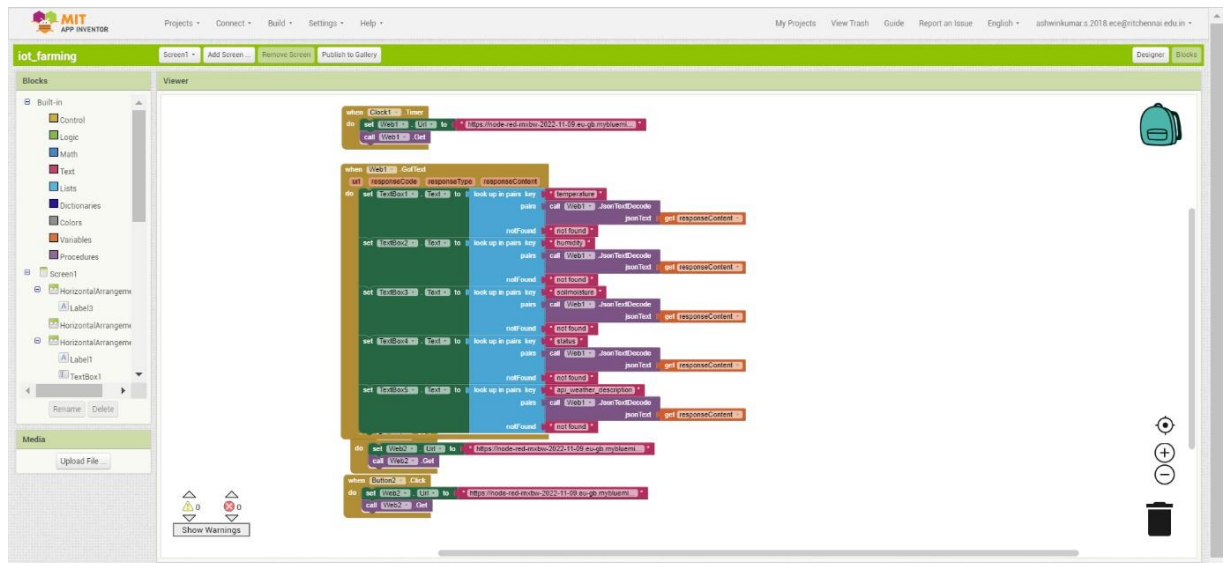 MIT
APP INVENTOR
Projects Connect Build Settings Help
My Projects View Trash Guide Report an Issue English ashwinkumar.s.2018.ece@ritchennai.edu.in
iot_farming
Screen1 Add Screen ... Remove Screen Publish to Gallery
Designer Blocks
Blocks
Viewer
Built-in
Control
Logic
Math
Text
Lists
Dictionaries
Colors
Variables
Procedures
Screen1
HorizontalArrangeme
Label3
HorizontalArrangeme
HorizontalArrangeme
Label1
TextBox1
Rename Delete
Media
Upload File ...
when Clock1 .Timer
do set Web1 . Url to " https://node-red-mxbw-2022-11-09.eu-gb.mybluemi... "
call Web1 .Get
when Web1 .GotText
url responseCode responseType responseContent
do set TextBox1 . Text to look up in pairs key " temperature "
pairs call Web1 .JsonTextDecode
jsonText get responseContent
notFound " not found "
set TextBox2 . Text to look up in pairs key " humidity "
pairs call Web1 .JsonTextDecode
jsonText get responseContent
notFound " not found "
set TextBox3 . Text to look up in pairs key " soilmoisture "
pairs call Web1 .JsonTextDecode
jsonText get responseContent
notFound " not found "
set TextBox4 . Text to look up in pairs key " status "
pairs call Web1 .JsonTextDecode
jsonText get responseContent
notFound " not found "
set TextBox5 . Text to look up in pairs key " api_weather_description "
pairs call Web1 .JsonTextDecode
jsonText get responseContent
notFound " not found "
do set Web2 . Url to " https://node-red-mxbw-2022-11-09.eu-gb.mybluemi... "
call Web2 .Get
when Button2 .Click
do set Web2 . Url to " https://node-red-mxbw-2022-11-09.eu-gb.mybluemi... "
call Web2 .Get
0 0
Show Warnings